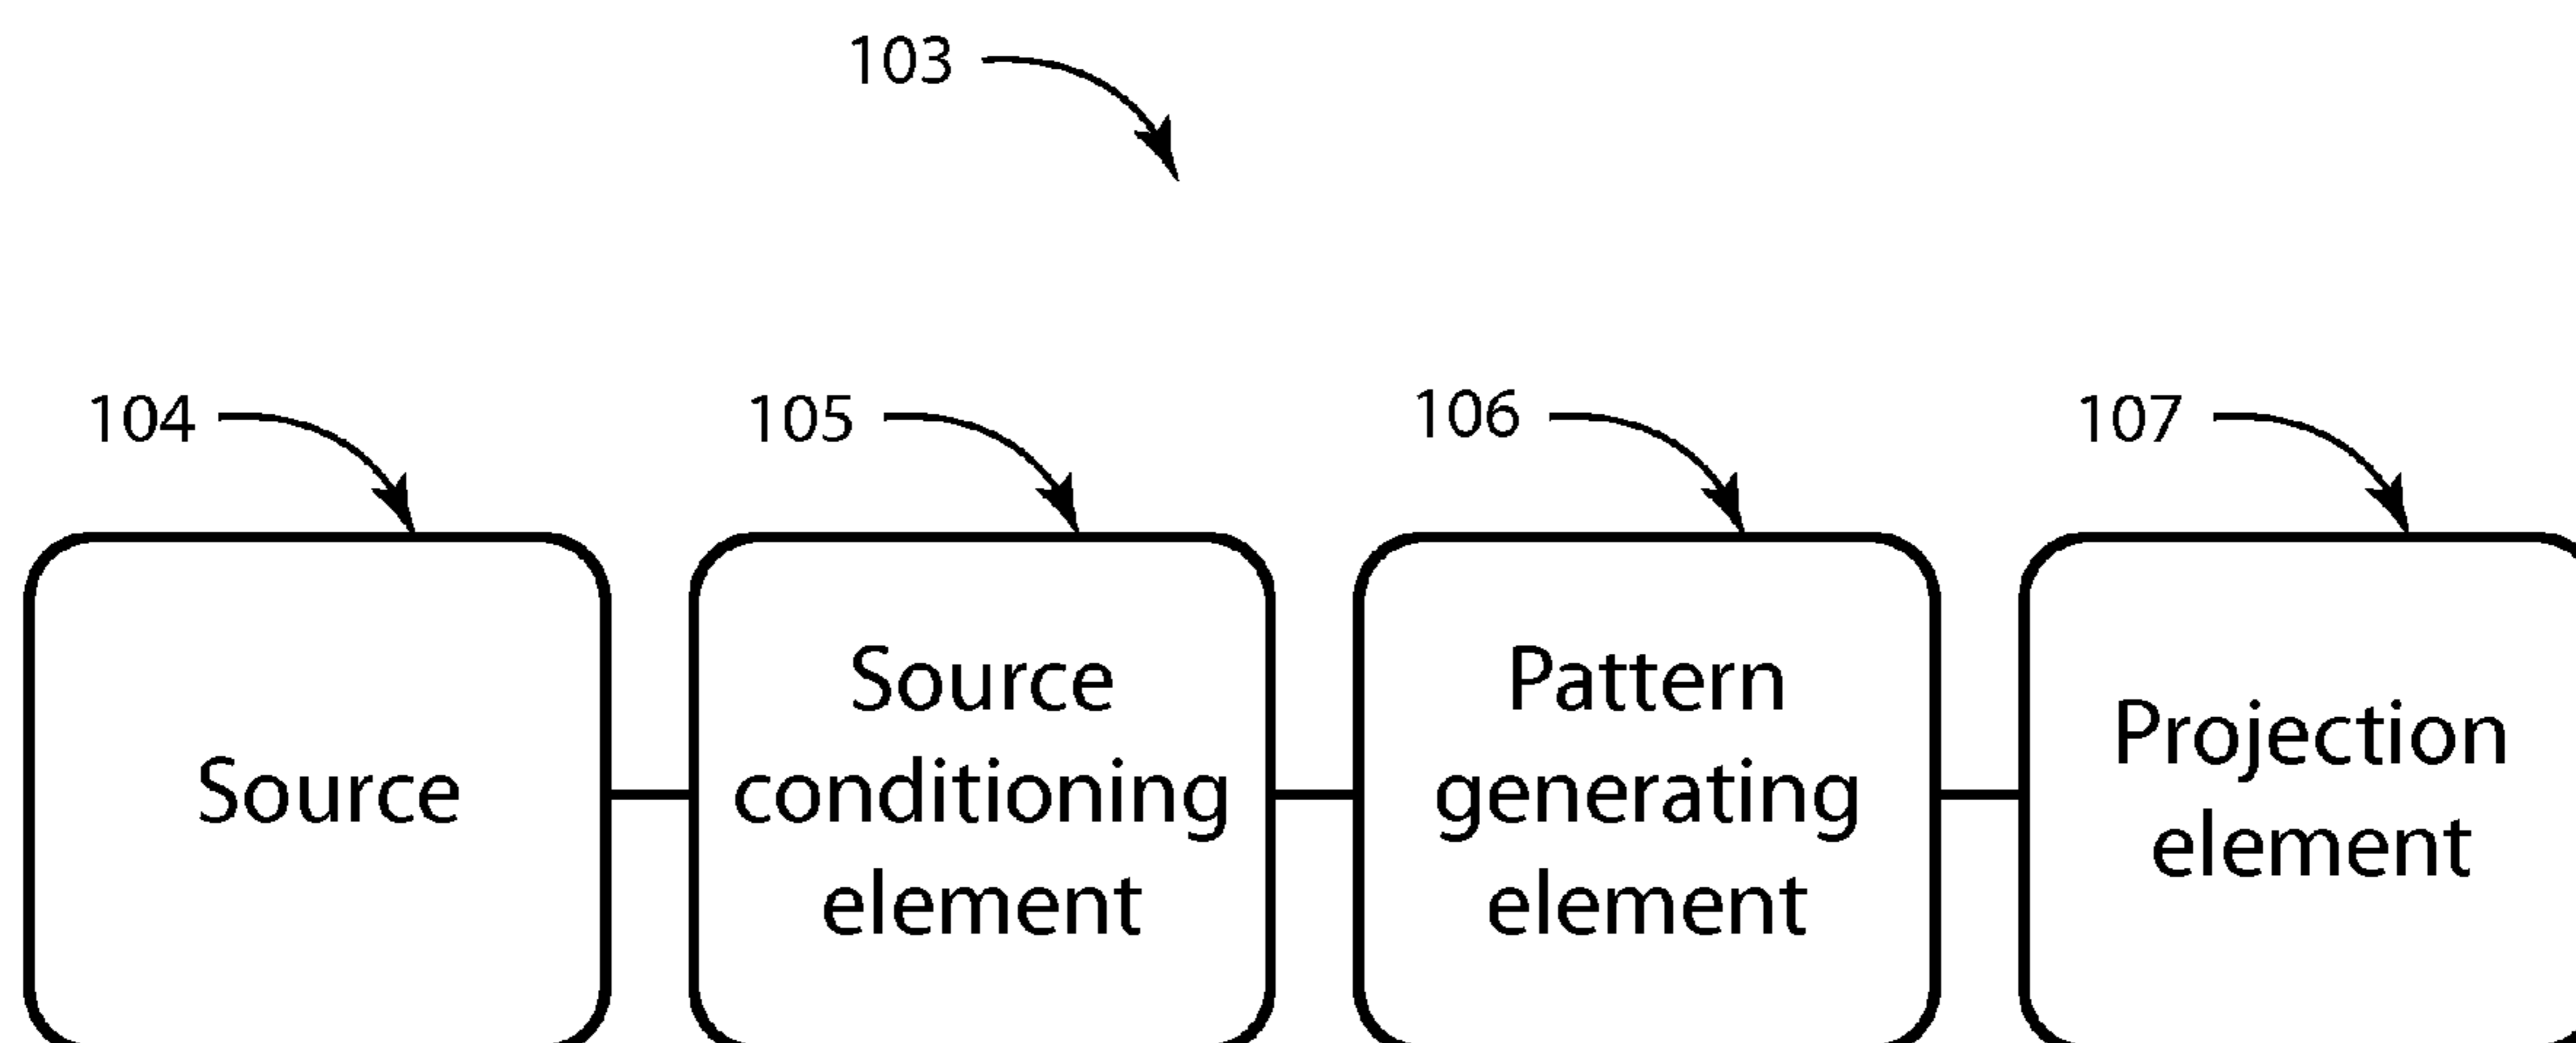 103
104
105
106
107
Source
Source
conditioning
element
Pattern
generating
element
Projection
element